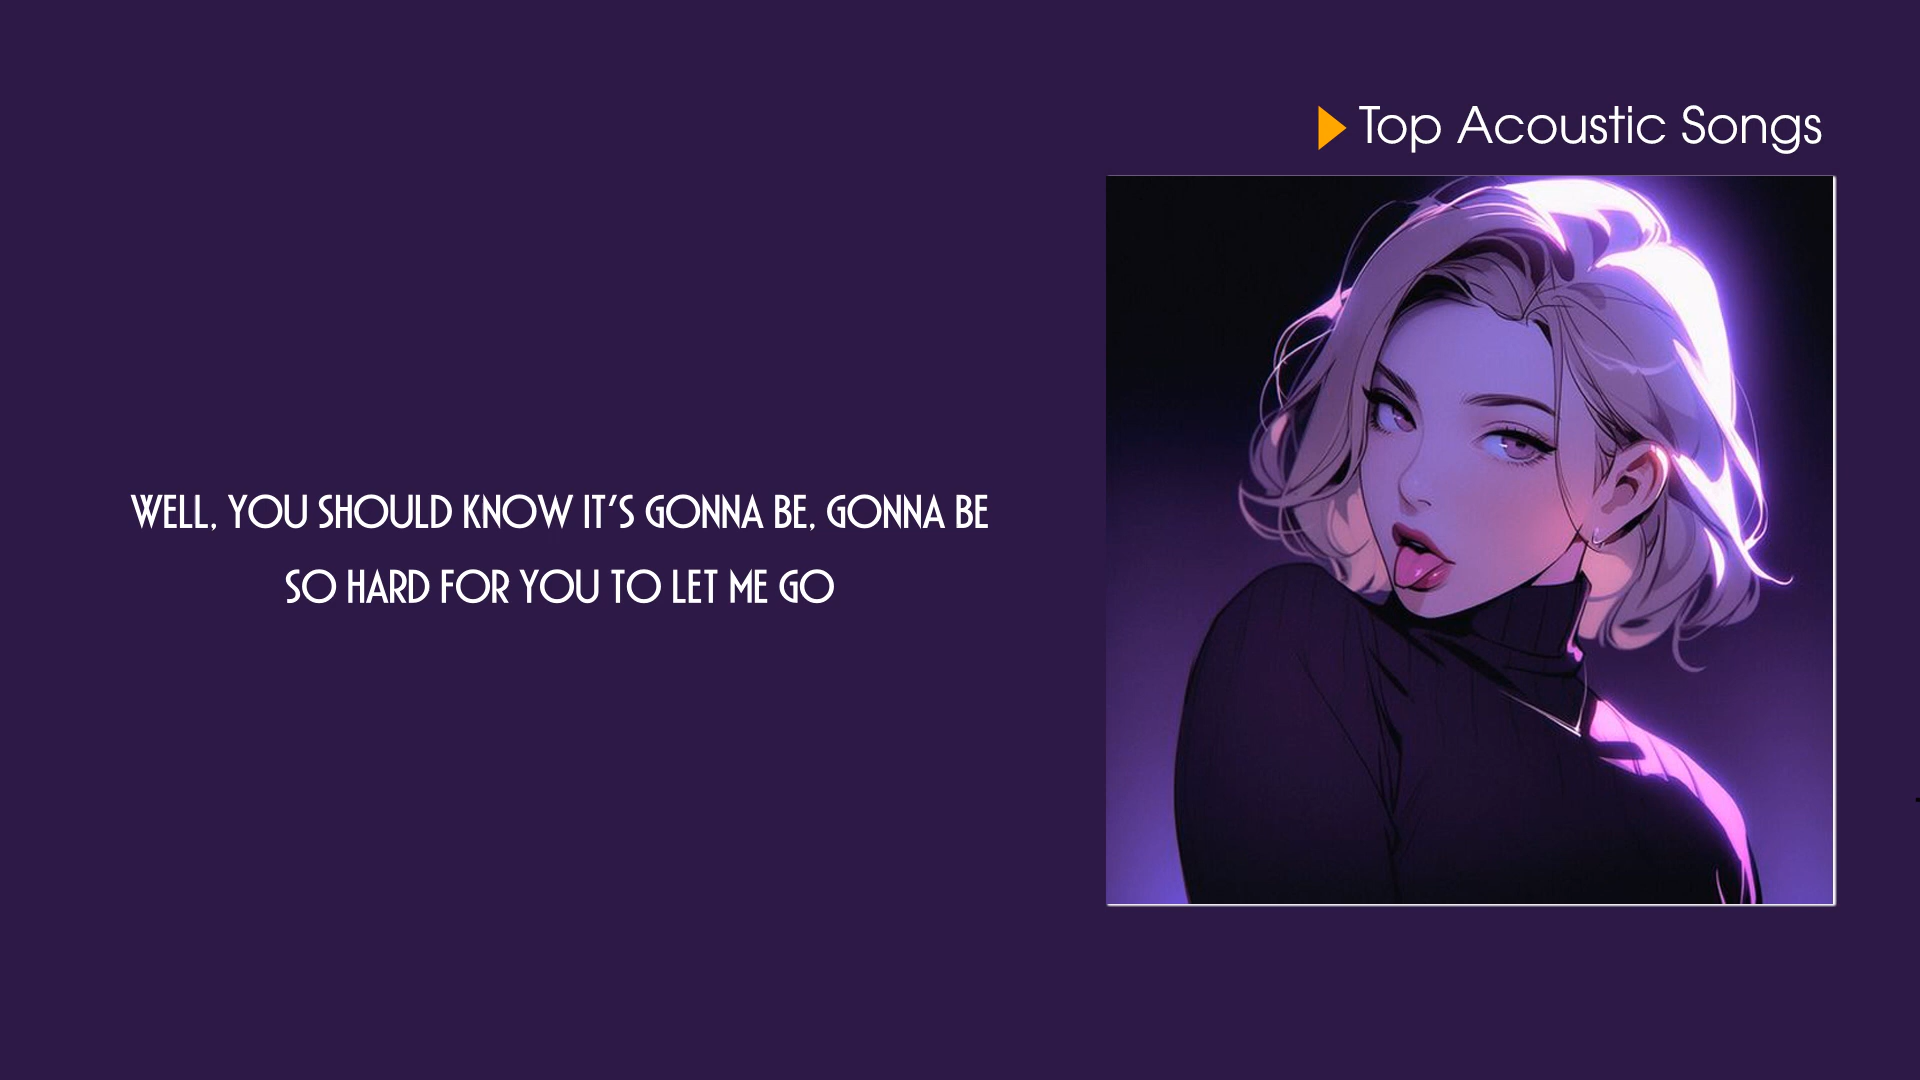 Top Acoustic Songs
WELL, YOU SHOULD KNOW IT'S GONNA BE, GONNA BE
SO HARD FOR YOU TO LET ME GO